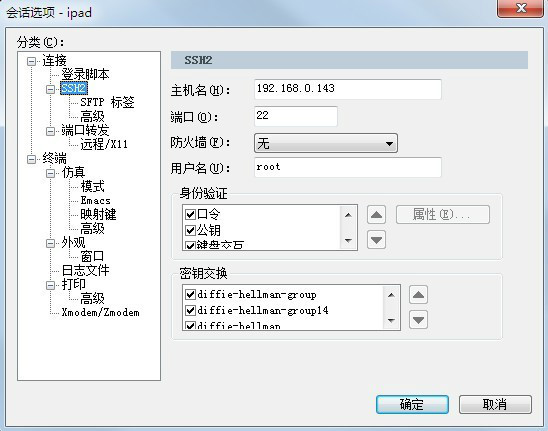 会话选项 - ipad
分类(C):
连接
登录脚本
SSH2
SFTP 标签
高级
端口转发
远程/X11
终端
仿真
模式
Emacs
映射键
高级
外观
窗口
日志文件
打印
高级
Xmodem/Zmodem
SSH2
主机名(H): 192.168.0.143
端口(O): 22
防火墙(F): 无
用户名(U): root
身份验证
口令
公钥
键盘交互
属性(E)...
密钥交换
diffie-hellman-group
diffie-hellman-group14
diffie-hellman
确定
取消